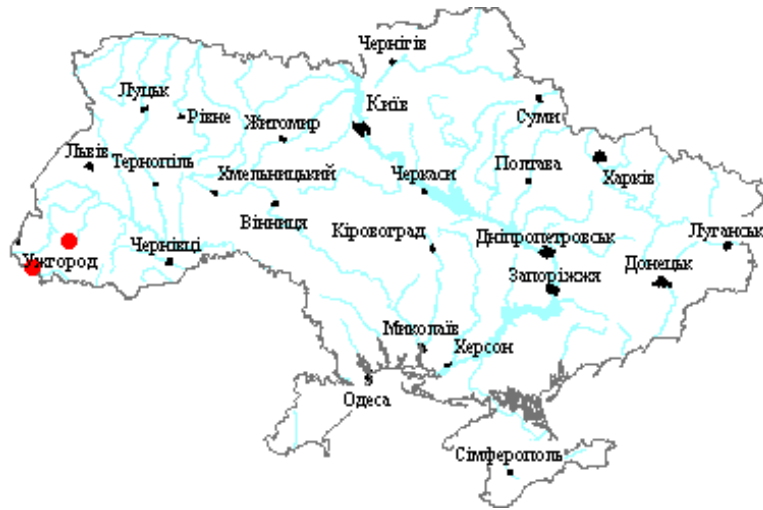 Чернігів
Луцьк
Рівне
Київ
Суми
Житомир
Львів
Тернопіль
Хмельницький
Черкаси
Полтава
Харків
Вінниця
Кіровоград
Дніпропетровськ
Луганськ
Ужгород
Чернівці
Запоріжжя
Донецьк
Миколаїв
Херсон
Одеса
Сімферополь